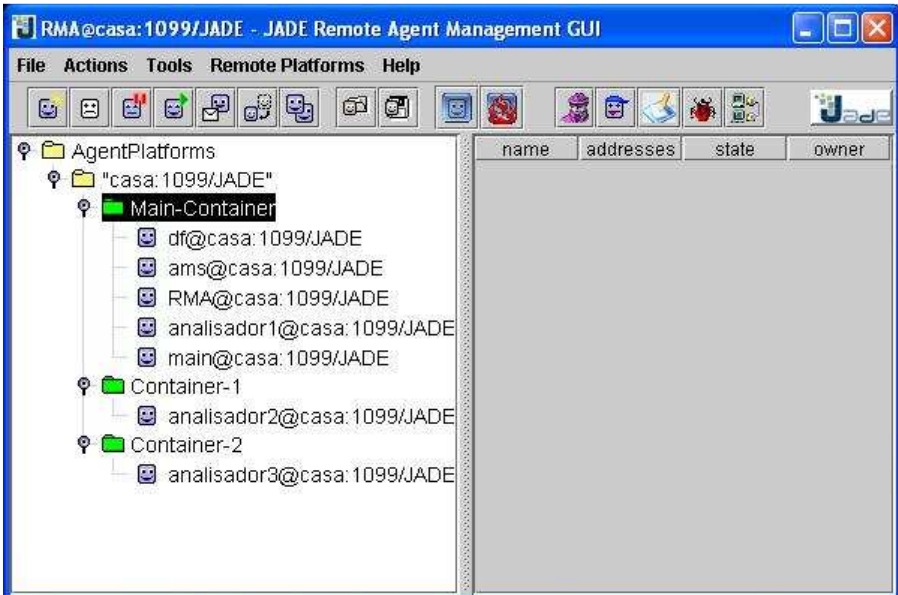 RMA@casa:1099/JADE - JADE Remote Agent Management GUI
File Actions Tools Remote Platforms Help
Jade
AgentPlatforms
name addresses state owner
"casa:1099/JADE"
Main-Container
df@casa:1099/JADE
ams@casa:1099/JADE
RMA@casa:1099/JADE
analisador1@casa:1099/JADE
main@casa:1099/JADE
Container-1
analisador2@casa:1099/JADE
Container-2
analisador3@casa:1099/JADE